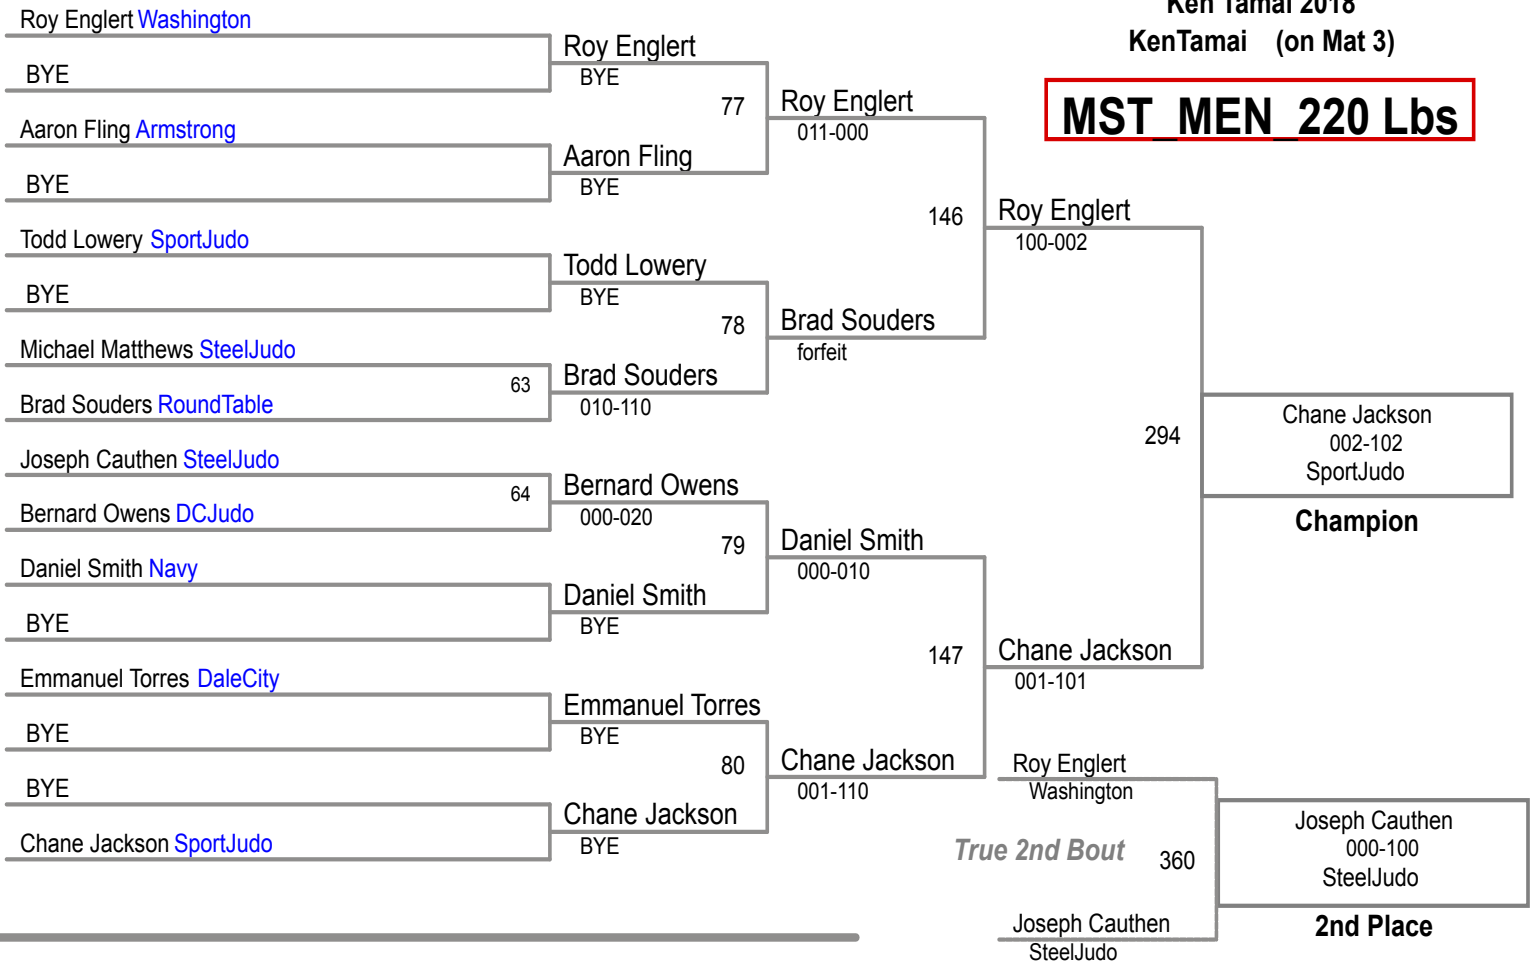 Ken Tamai 2018
KenTamai (on Mat 3)
MST_MEN_220 Lbs
Roy Englert Washington
BYE
Aaron Fling Armstrong
BYE
Todd Lowery SportJudo
BYE
Michael Matthews SteelJudo
Brad Souders RoundTable
Joseph Cauthen SteelJudo
Bernard Owens DCJudo
Daniel Smith Navy
BYE
Emmanuel Torres DaleCity
BYE
BYE
Chane Jackson SportJudo
63
64
Roy Englert
BYE
Aaron Fling
BYE
Todd Lowery
BYE
Brad Souders
010-110
Bernard Owens
000-020
Daniel Smith
BYE
Emmanuel Torres
BYE
Chane Jackson
BYE
77
78
79
80
Roy Englert
011-000
Brad Souders
forfeit
Daniel Smith
000-010
Chane Jackson
001-110
146
147
Roy Englert
100-002
Chane Jackson
001-101
294
Chane Jackson
002-102
SportJudo
Champion
Roy Englert
Washington
True 2nd Bout
360
Joseph Cauthen
SteelJudo
Joseph Cauthen
000-100
SteelJudo
2nd Place